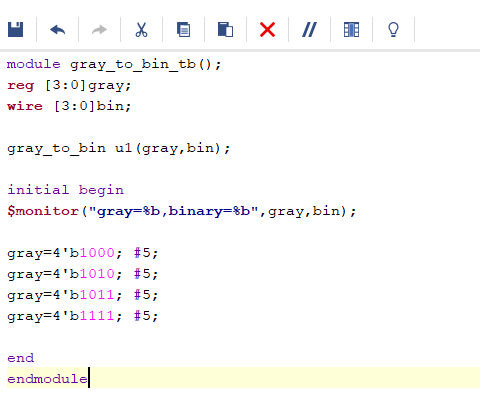 module gray_to_bin_tb();
reg [3:0]gray;
wire [3:0]bin;
gray_to_bin u1(gray,bin);
initial begin
$monitor("gray=%b,binary=%b",gray,bin);
gray=4'b1000; #5;
gray=4'b1010; #5;
gray=4'b1011; #5;
gray=4'b1111; #5;
end
endmodule